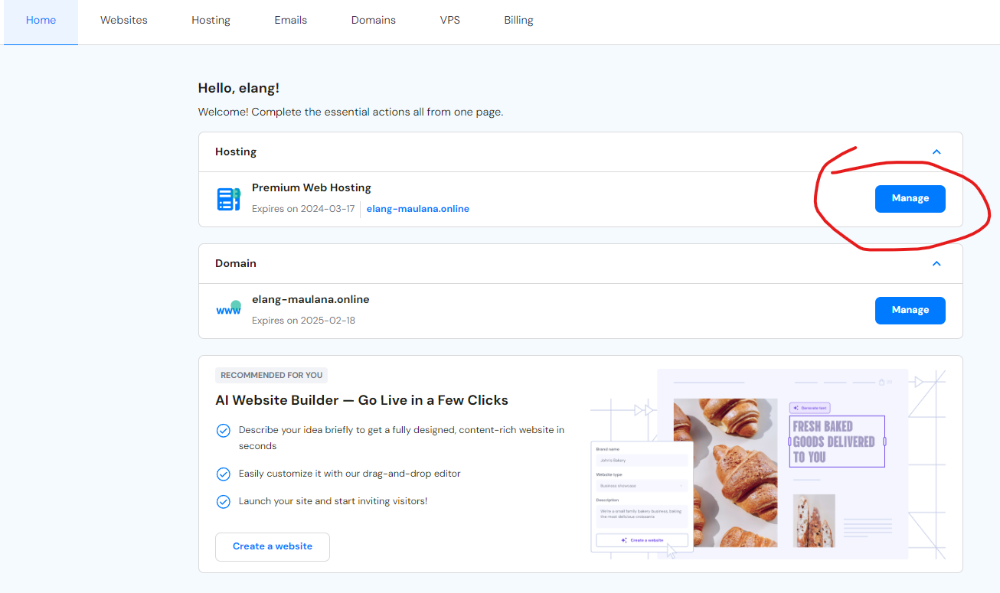 Home Websites Hosting Emails Domains VPS Billing
Hello, elang!
Welcome! Complete the essential actions all from one page.
Hosting
Premium Web Hosting
Expires on 2024-03-17 elang-maulana.online
Manage
Domain
www
elang-maulana.online
Expires on 2025-02-18
Manage
RECOMMENDED FOR YOU
AI Website Builder — Go Live in a Few Clicks
Describe your idea briefly to get a fully designed, content-rich website in
seconds
Easily customize it with our drag-and-drop editor
Launch your site and start inviting visitors!
Create a website
Generate text
FRESH BAKED
GOODS DELIVERED
TO YOU
Brand name
John's Bakery
Website type
Business showcase
Description
We're a small family bakery business, baking
the most delicious croissants
Create a website